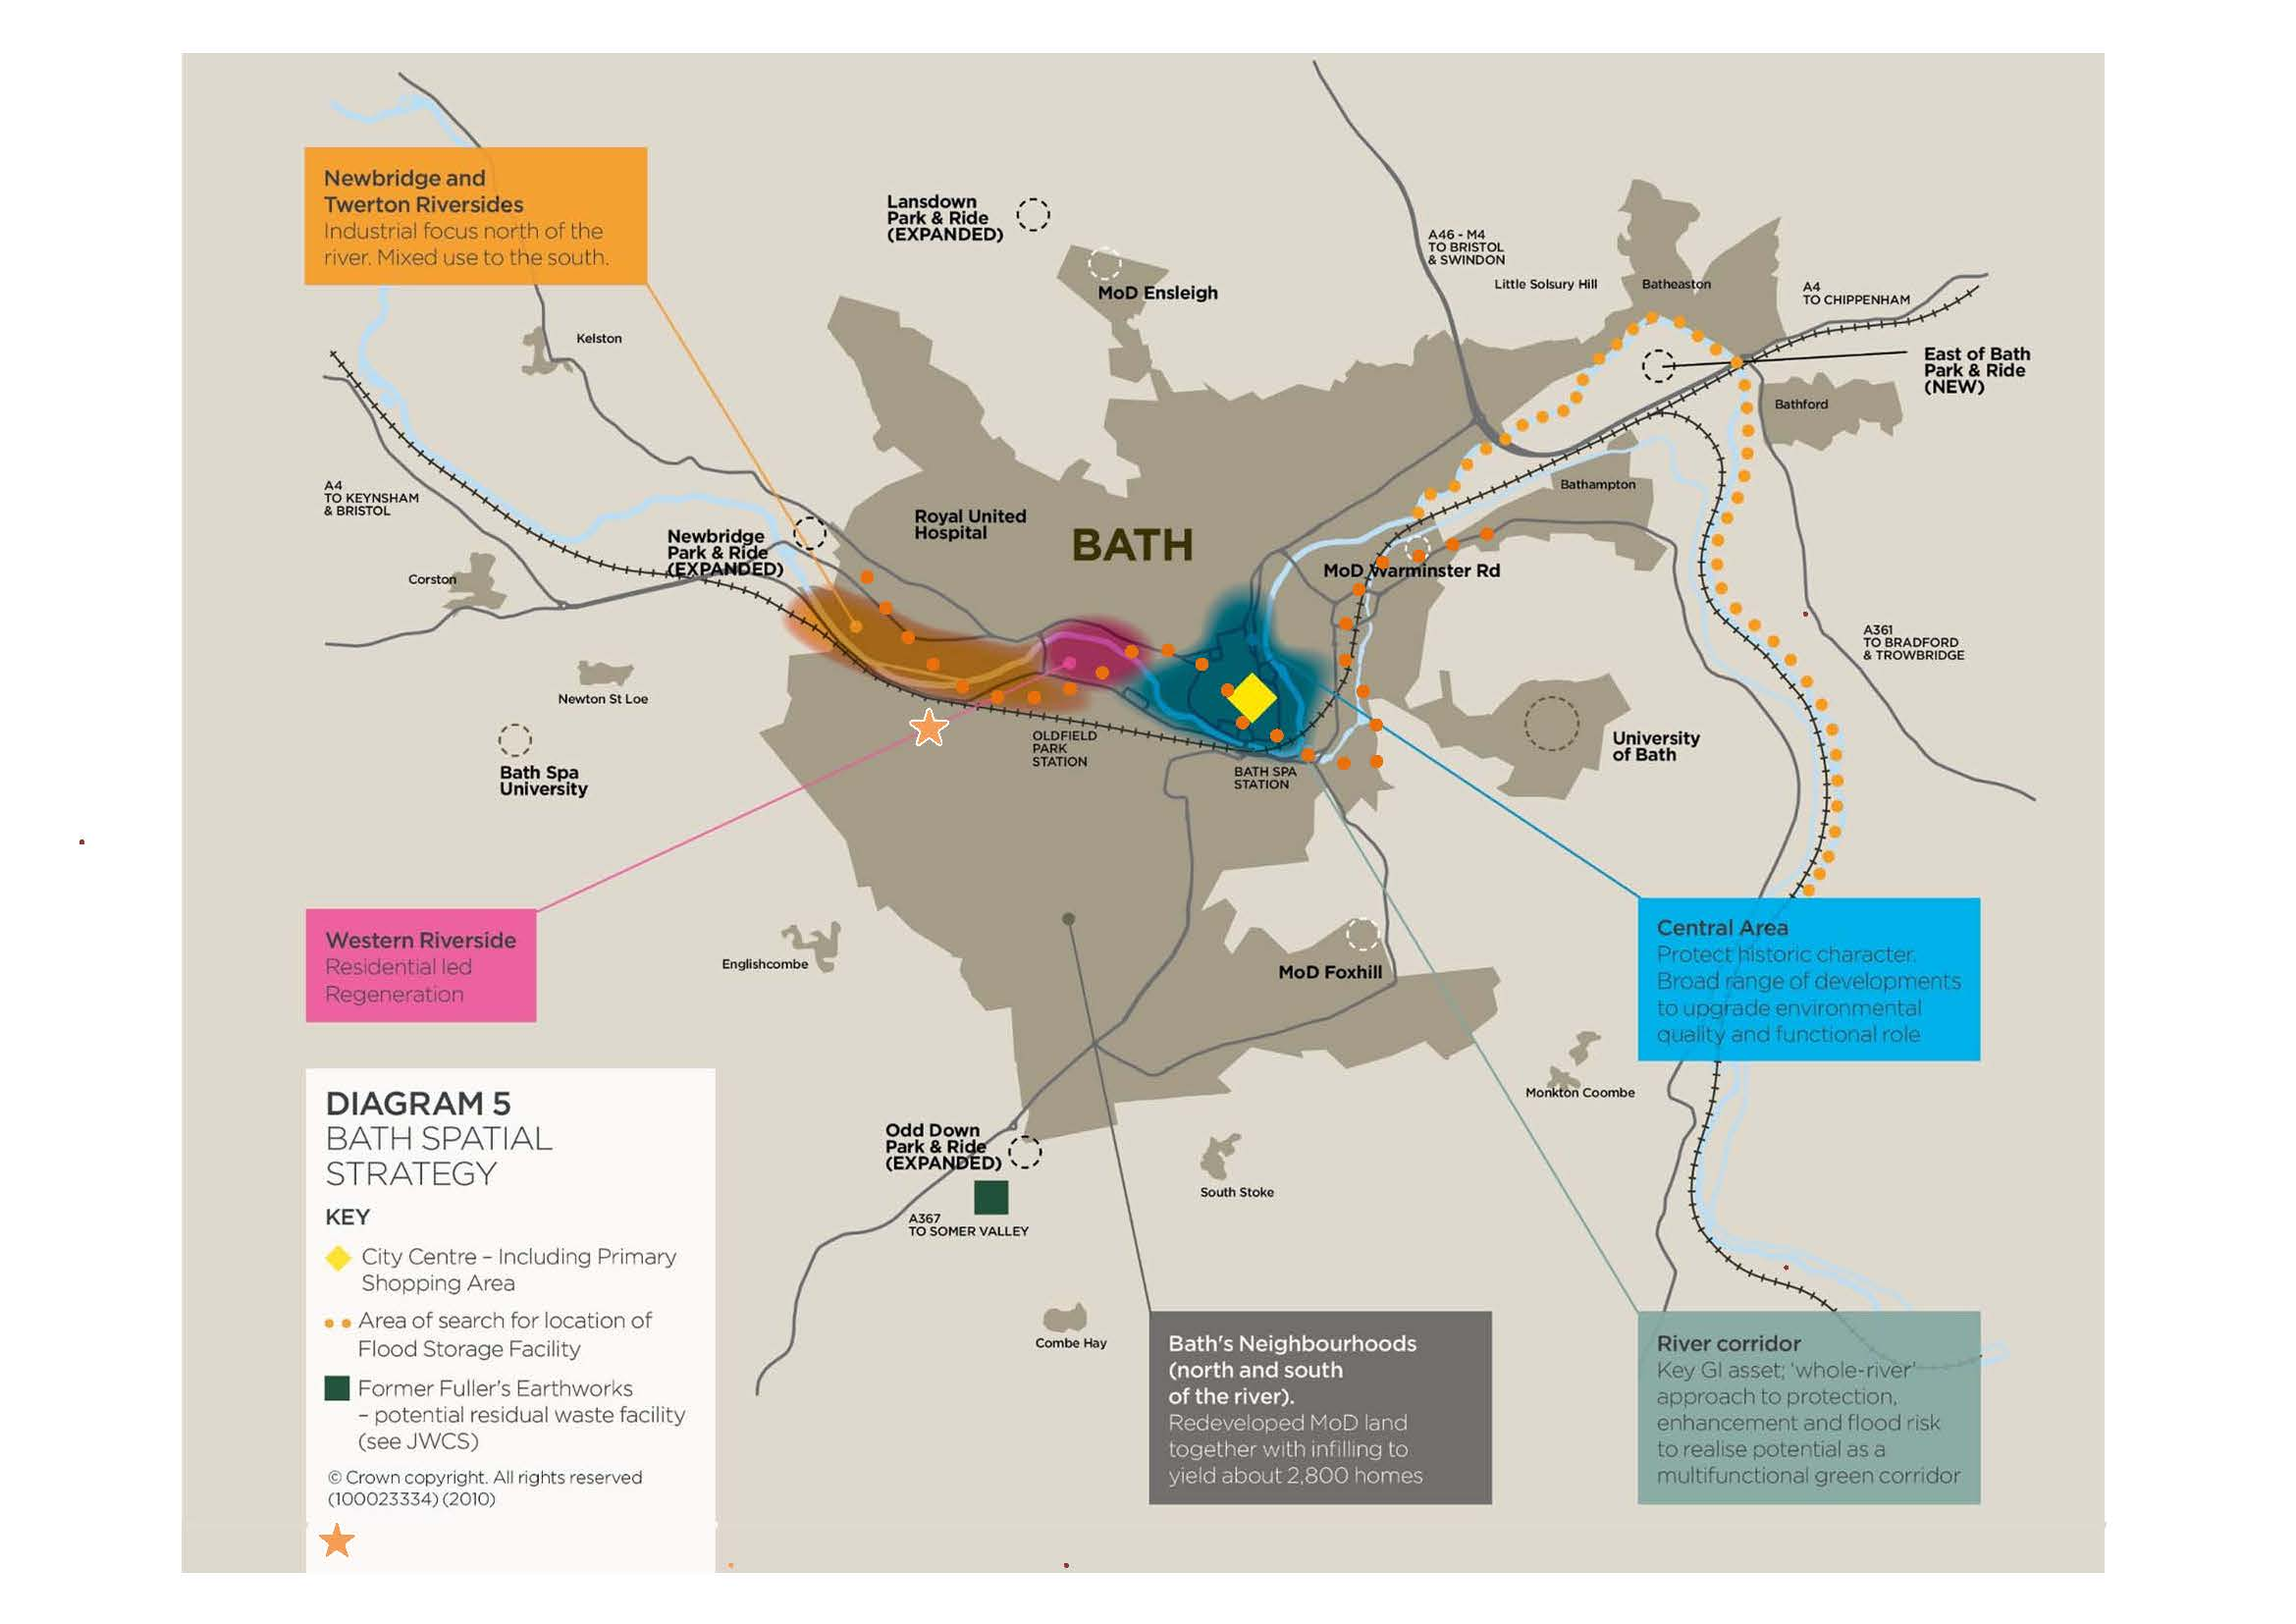 Newbridge and
Twerton Riversides
Industrial focus north of the
river. Mixed use to the south.
Lansdown
Park & Ride
(EXPANDED)
MoD Ensleigh
A46 - M4
TO BRISTOL
& SWINDON
Little Solsury Hill
Batheaston
A4
TO CHIPPENHAM
Kelston
East of Bath
Park & Ride
(NEW)
Bathford
A4
TO KEYNSHAM
& BRISTOL
Bathampton
Newbridge
Park & Ride
(EXPANDED)
Royal United
Hospital
BATH
MoD Warminster Rd
Corston
A361
TO BRADFORD
& TROWBRIDGE
Newton St Loe
Bath Spa
University
OLDFIELD
PARK
STATION
BATH SPA
STATION
University
of Bath
Western Riverside
Residential led
Regeneration
Englishcombe
MoD Foxhill
Central Area
Protect historic character.
Broad range of developments
to upgrade environmental
quality and functional role
Monkton Coombe
Odd Down
Park & Ride
(EXPANDED)
A367
TO SOMER VALLEY
South Stoke
Combe Hay
DIAGRAM 5
BATH SPATIAL
STRATEGY
KEY
City Centre – Including Primary
Shopping Area
Area of search for location of
Flood Storage Facility
Former Fuller's Earthworks
– potential residual waste facility
(see JWCS)
© Crown copyright. All rights reserved
(100023334) (2010)
Bath's Neighbourhoods
(north and south
of the river).
Redeveloped MoD land
together with infilling to
yield about 2,800 homes
River corridor
Key GI asset; 'whole-river'
approach to protection,
enhancement and flood risk
to realise potential as a
multifunctional green corridor